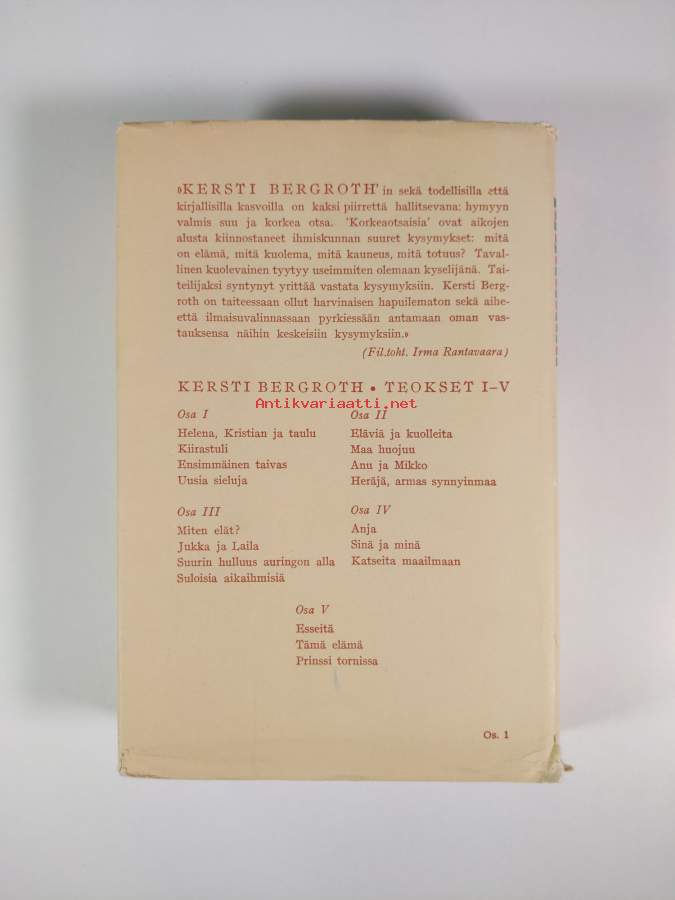 »KERSTI BERGROTH'in sekä todellisilla että
kirjallisilla kasvoilla on kaksi piirrettä hallitsevana: hymyyn
valmis suu ja korkea otsa. 'Korkeaotsaisia' ovat aikojen
alusta kiinnostaneet ihmiskunnan suuret kysymykset: mitä
on elämä, mitä kuolema, mitä kauneus, mitä totuus? Taval-
linen kuolevainen tyytyy useimmiten olemaan kyselijänä. Tai-
teilijaksi syntynyt yrittää vastata kysymyksiin. Kersti Berg-
roth on taiteessaan ollut harvinaisen hapuilematon sekä aihe-
että ilmaisuvalinnassaan pyrkiessään antamaan oman vas-
tauksensa näihin keskeisiin kysymyksiin.»
(Fil.toht. Irma Rantavaara)
KERSTI BERGROTH • TEOKSET I–V
Antikvariaatti.net
Osa I
Helena, Kristian ja taulu
Kiirastuli
Ensimmäinen taivas
Uusia sieluja
Osa II
Eläviä ja kuolleita
Maa huojuu
Anu ja Mikko
Heräjä, armas synnyinmaa
Osa III
Miten elät?
Jukka ja Laila
Suurin hulluus auringon alla
Suloisia aikaihmisiä
Osa IV
Anja
Sinä ja minä
Katseita maailmaan
Osa V
Esseitä
Tämä elämä
Prinssi tornissa
Os. 1